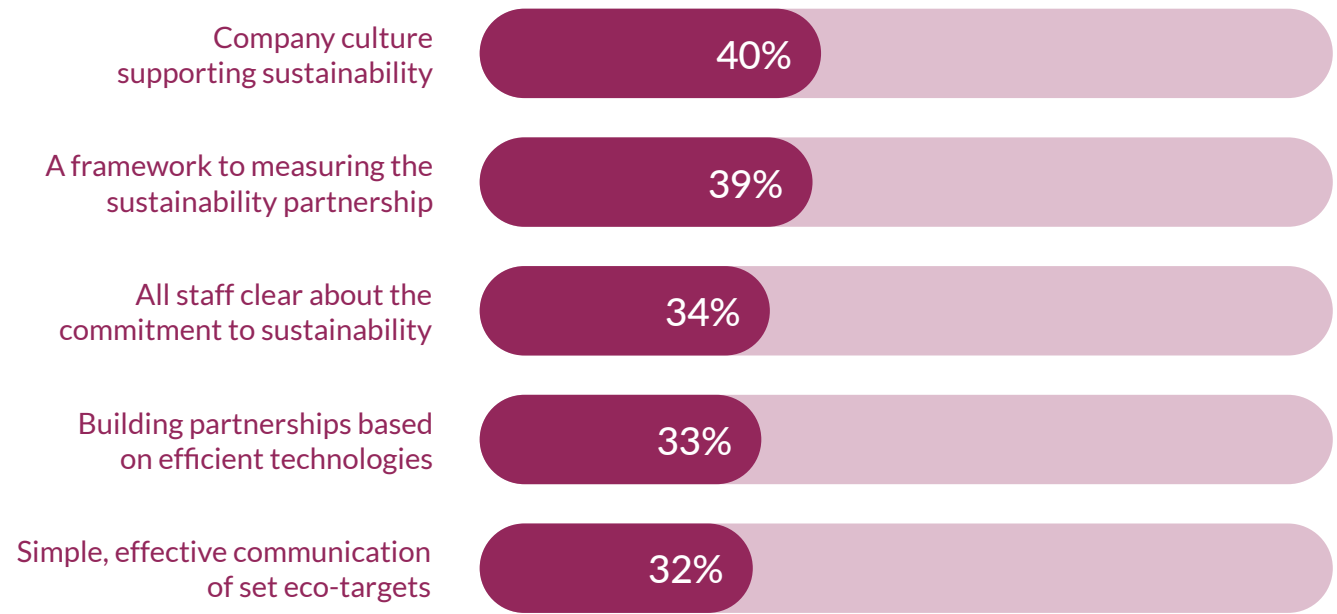 Company culture
supporting sustainability
40%
A framework to measuring the
sustainability partnership
39%
All staff clear about the
commitment to sustainability
34%
Building partnerships based
on efficient technologies
33%
Simple, effective communication
of set eco-targets
32%